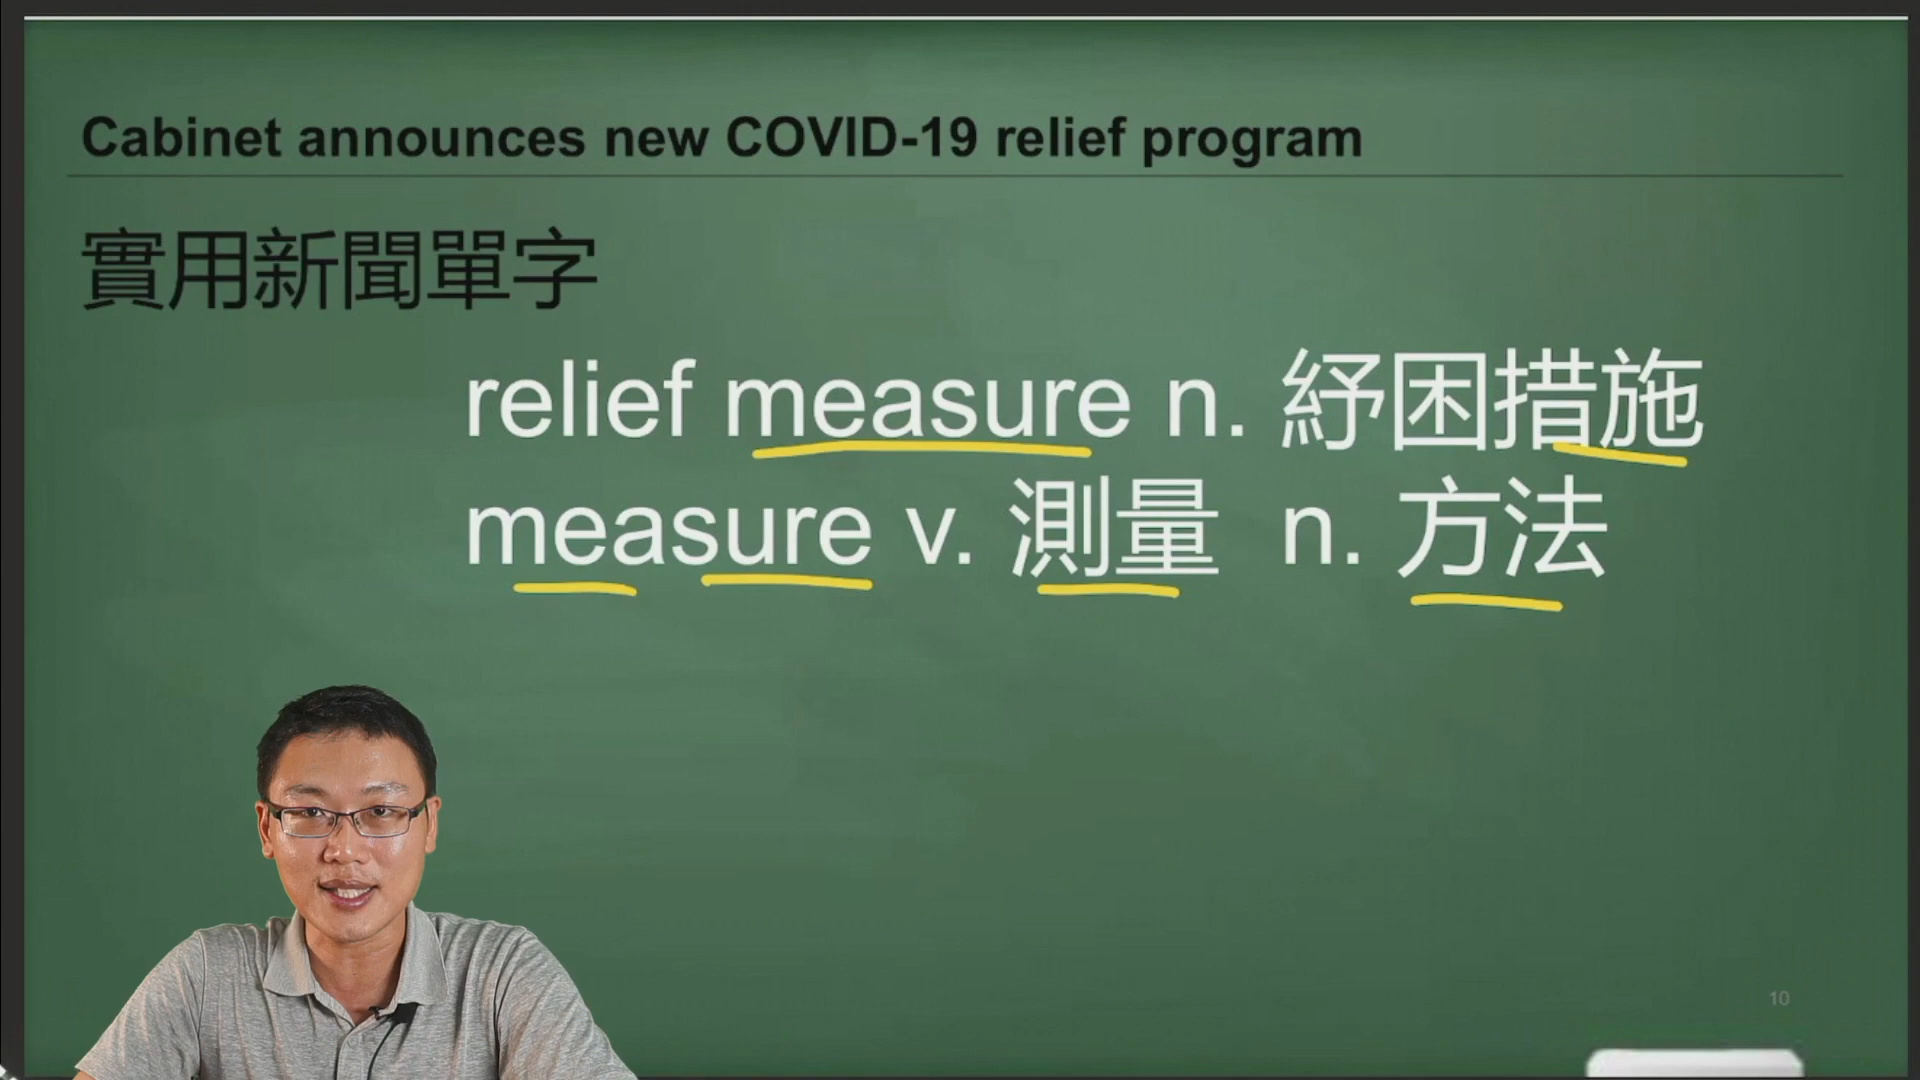 Cabinet announces new COVID-19 relief program
實用新聞單字
relief measure n. 紓困措施
measure v. 測量 n. 方法
10